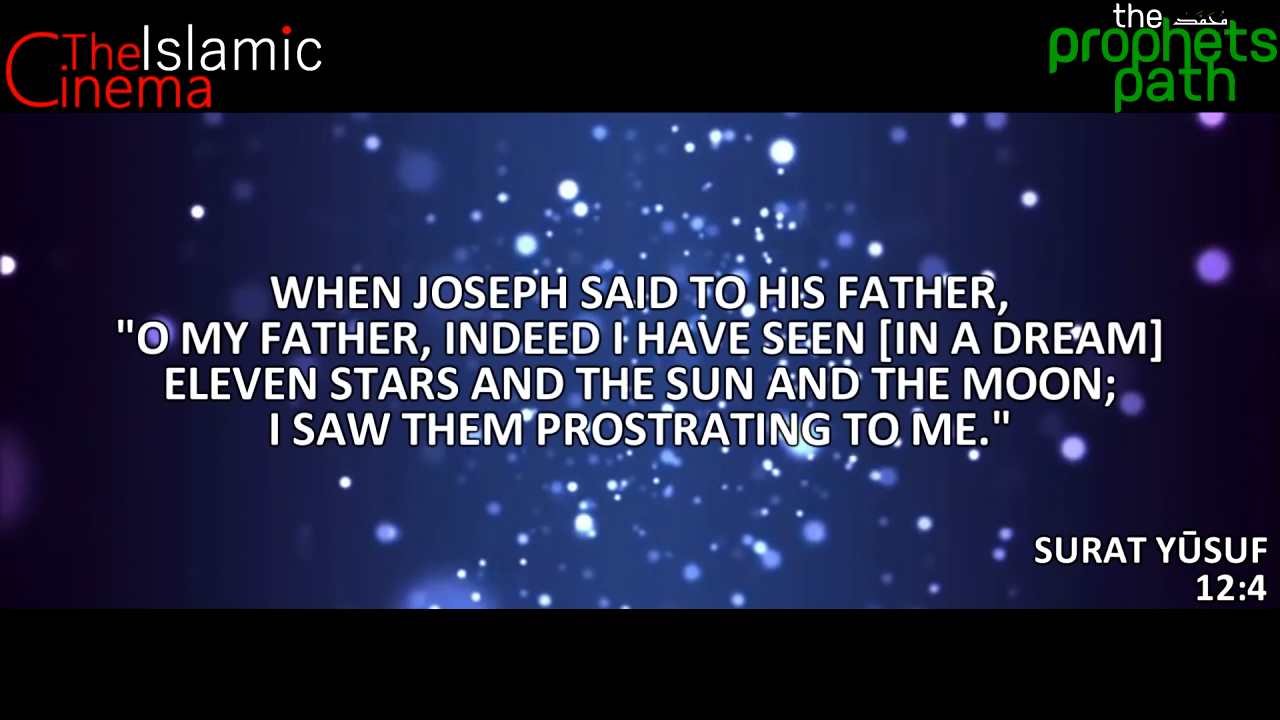 TheIslamic
Cinema
the مُحَمَّد
prophets
path
WHEN JOSEPH SAID TO HIS FATHER,
"O MY FATHER, INDEED I HAVE SEEN [IN A DREAM]
ELEVEN STARS AND THE SUN AND THE MOON;
I SAW THEM PROSTRATING TO ME."
SURAT YŪSUF
12:4